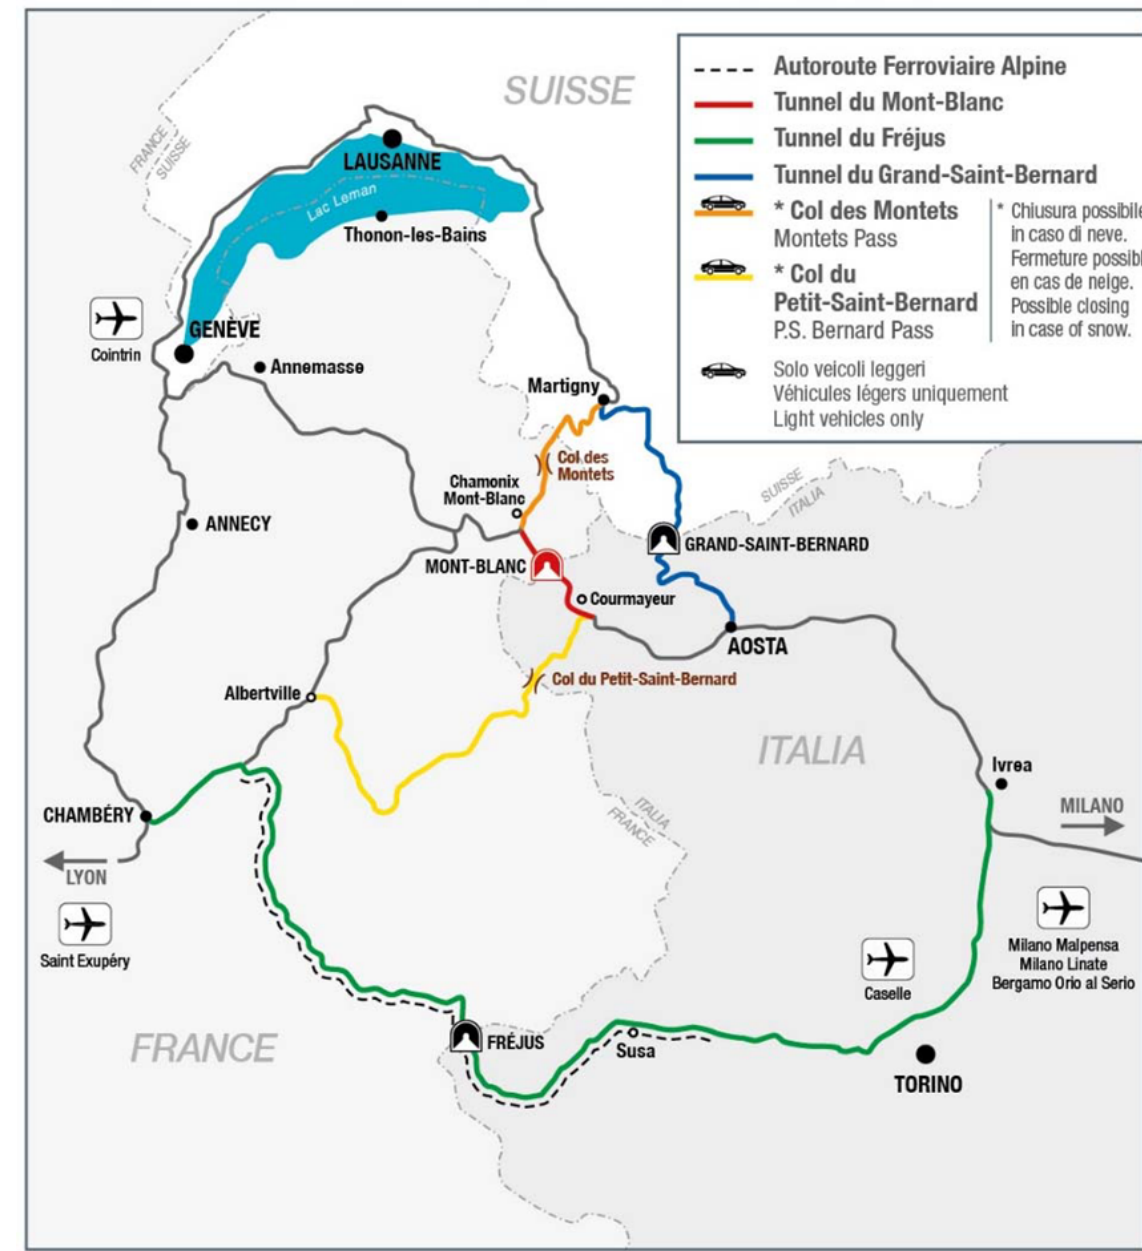 SUISSE
FRANCE
SUISSE
LAUSANNE
Lac Leman
Thonon-les-Bains
GENÈVE
Cointrin
Annemasse
Martigny
Col des
Montets
Chamonix
Mont-Blanc
ANNECY
MONT-BLANC
GRAND-SAINT-BERNARD
SUISSE
ITALIA
Courmayeur
AOSTA
Col du Petit-Saint-Bernard
Albertville
ITALIA
Ivrea
ITALIA
FRANCE
MILANO
CHAMBÉRY
LYON
Saint Exupéry
Milano Malpensa
Milano Linate
Bergamo Orio al Serio
Caselle
FRANCE
FRÉJUS
Susa
TORINO
Autoroute Ferroviaire Alpine
Tunnel du Mont-Blanc
Tunnel du Fréjus
Tunnel du Grand-Saint-Bernard
* Col des Montets
Montets Pass
* Col du
Petit-Saint-Bernard
P.S. Bernard Pass
* Chiusura possibile
in caso di neve.
Fermeture possibl
en cas de neige.
Possible closing
in case of snow.
Solo veicoli leggeri
Véhicules légers uniquement
Light vehicles only